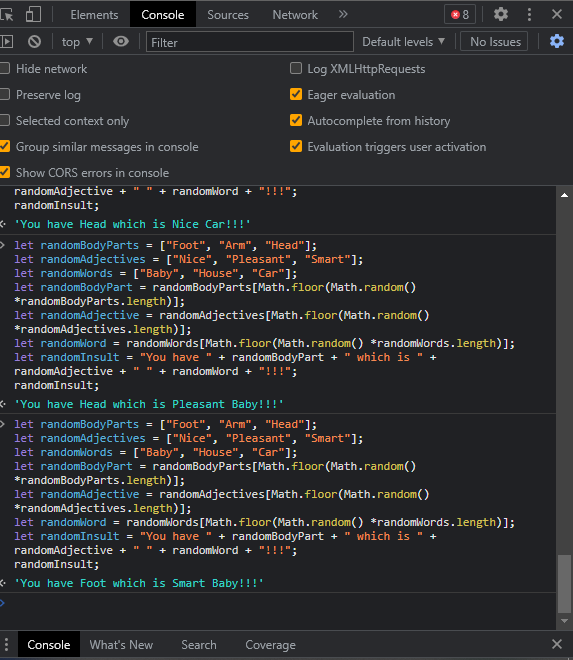 Elements Console Sources Network » 8
top ▼ Filter Default levels ▼ No Issues
Hide network Log XMLHttpRequests
Preserve log Eager evaluation
Selected context only Autocomplete from history
Group similar messages in console Evaluation triggers user activation
Show CORS errors in console
randomAdjective + " " + randomWord + "!!!";
randomInsult;
'You have Head which is Nice Car!!!'
let randomBodyParts = ["Foot", "Arm", "Head"];
let randomAdjectives = ["Nice", "Pleasant", "Smart"];
let randomWords = ["Baby", "House", "Car"];
let randomBodyPart = randomBodyParts[Math.floor(Math.random()
*randomBodyParts.length)];
let randomAdjective = randomAdjectives[Math.floor(Math.random()
*randomAdjectives.length)];
let randomWord = randomWords[Math.floor(Math.random() *randomWords.length)];
let randomInsult = "You have " + randomBodyPart + " which is " +
randomAdjective + " " + randomWord + "!!!";
randomInsult;
'You have Head which is Pleasant Baby!!!'
let randomBodyParts = ["Foot", "Arm", "Head"];
let randomAdjectives = ["Nice", "Pleasant", "Smart"];
let randomWords = ["Baby", "House", "Car"];
let randomBodyPart = randomBodyParts[Math.floor(Math.random()
*randomBodyParts.length)];
let randomAdjective = randomAdjectives[Math.floor(Math.random()
*randomAdjectives.length)];
let randomWord = randomWords[Math.floor(Math.random() *randomWords.length)];
let randomInsult = "You have " + randomBodyPart + " which is " +
randomAdjective + " " + randomWord + "!!!";
randomInsult;
'You have Foot which is Smart Baby!!!'
Console What's New Search Coverage